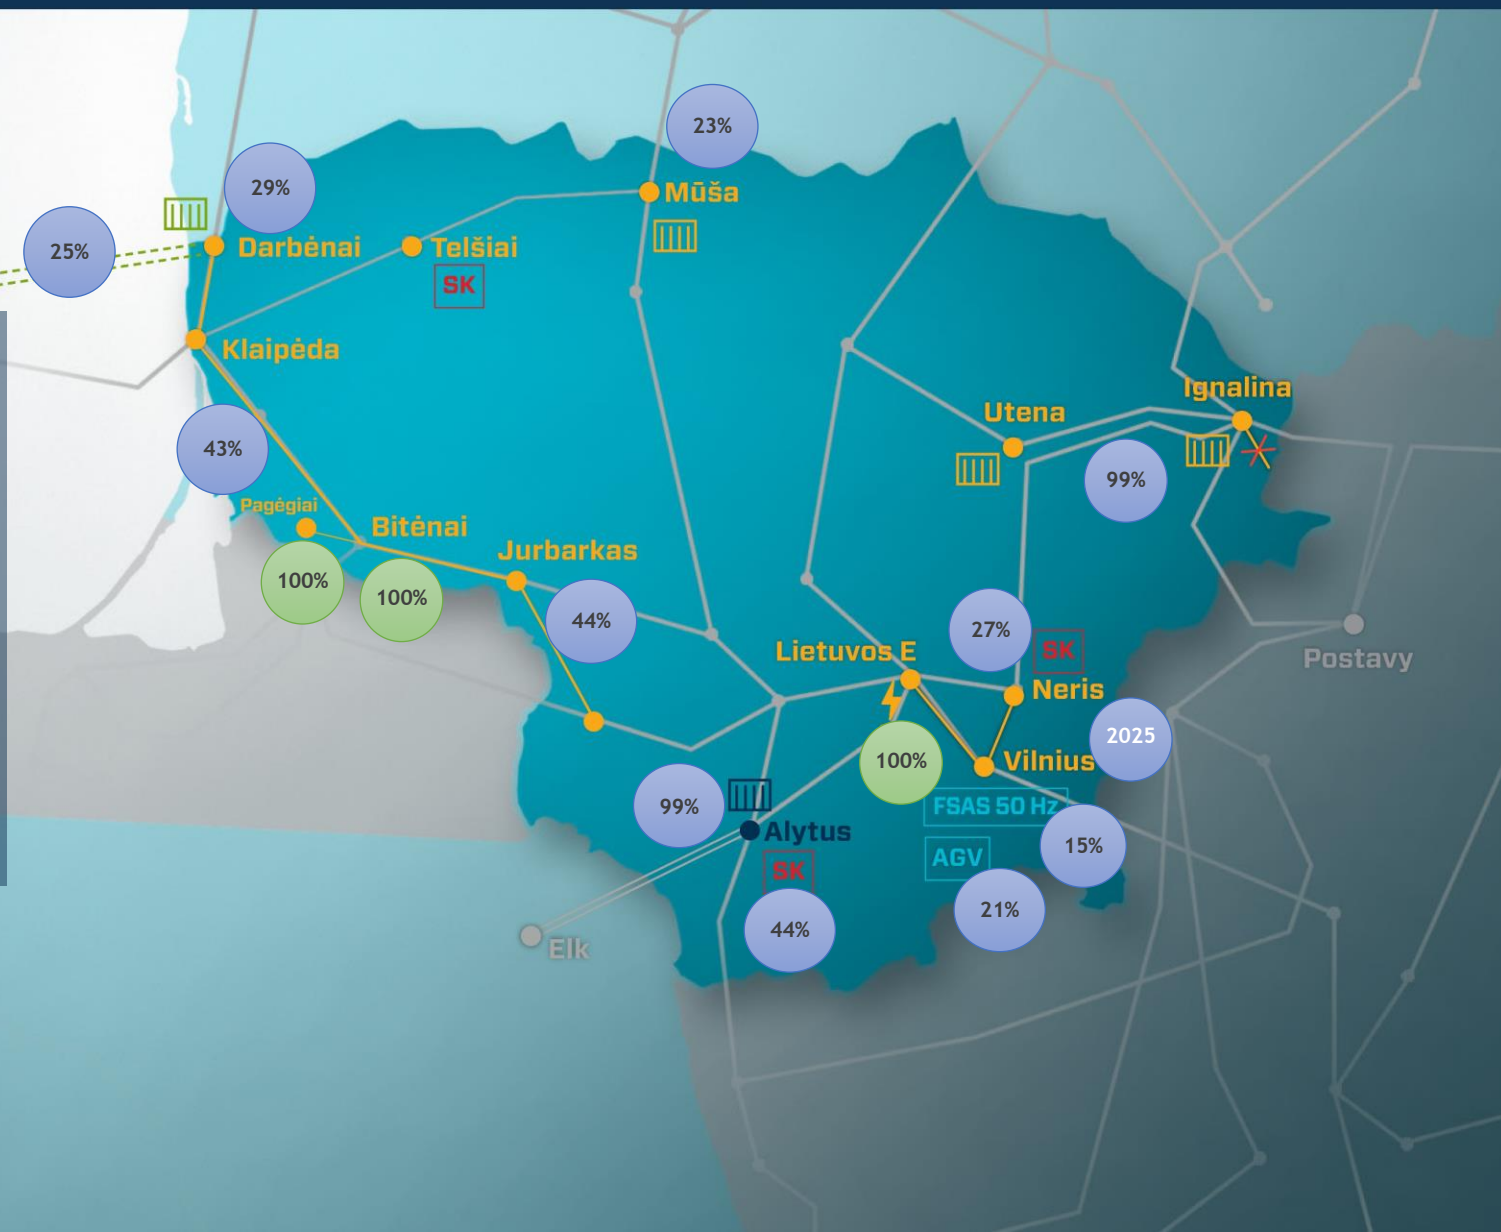 23%
29%
Mūša
25%
Darbėnai
Telšiai
SK
Klaipėda
Ignalina
Utena
43%
99%
Pagėgiai
Bitėnai
Jurbarkas
100%
100%
44%
27%
Lietuvos E
SK
Postavy
Neris
2025
100%
Vilnius
99%
FSAS 50 Hz
Alytus
15%
AGV
SK
21%
44%
Elk